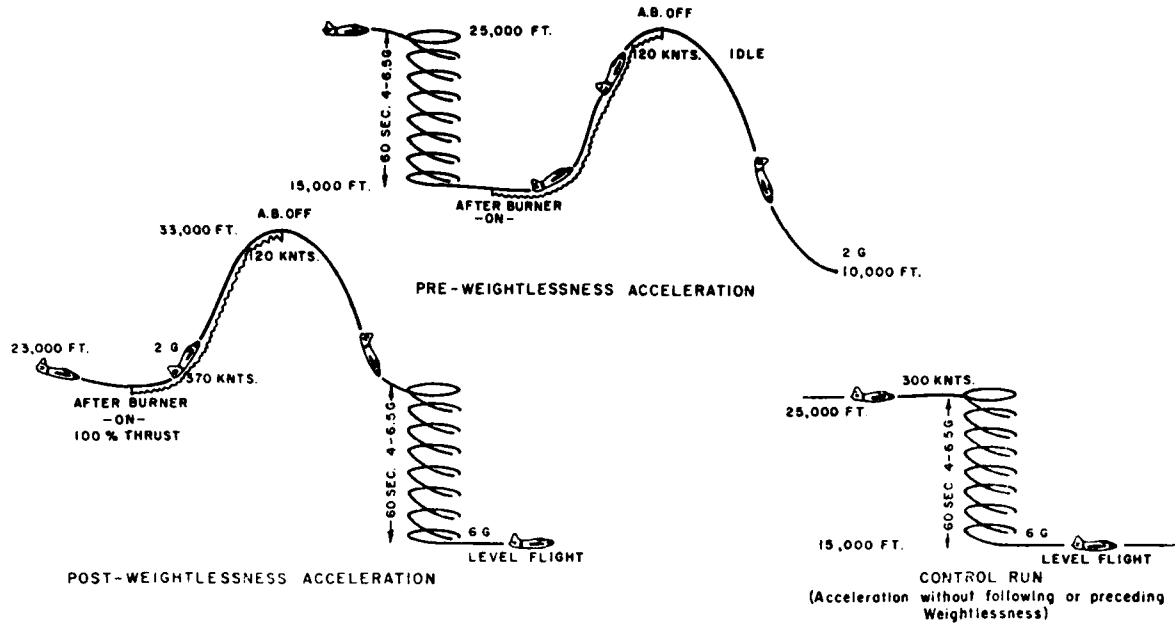 25,000 FT.
60 SEC. 4-6.5G
15,000 FT.
AFTER BURNER
-ON-
A.B. OFF
120 KNTS.
IDLE
2 G
10,000 FT.
PRE-WEIGHTLESSNESS ACCELERATION
23,000 FT.
AFTER BURNER
-ON-
100 % THRUST
2 G
370 KNTS.
33,000 FT.
A.B. OFF
120 KNTS.
60 SEC. 4-6.5G
6 G
LEVEL FLIGHT
POST-WEIGHTLESSNESS ACCELERATION
300 KNTS.
25,000 FT.
60 SEC 4-6.5G
15,000 FT.
6 G
LEVEL FLIGHT
CONTROL RUN
(Acceleration without following or preceding
Weightlessness)